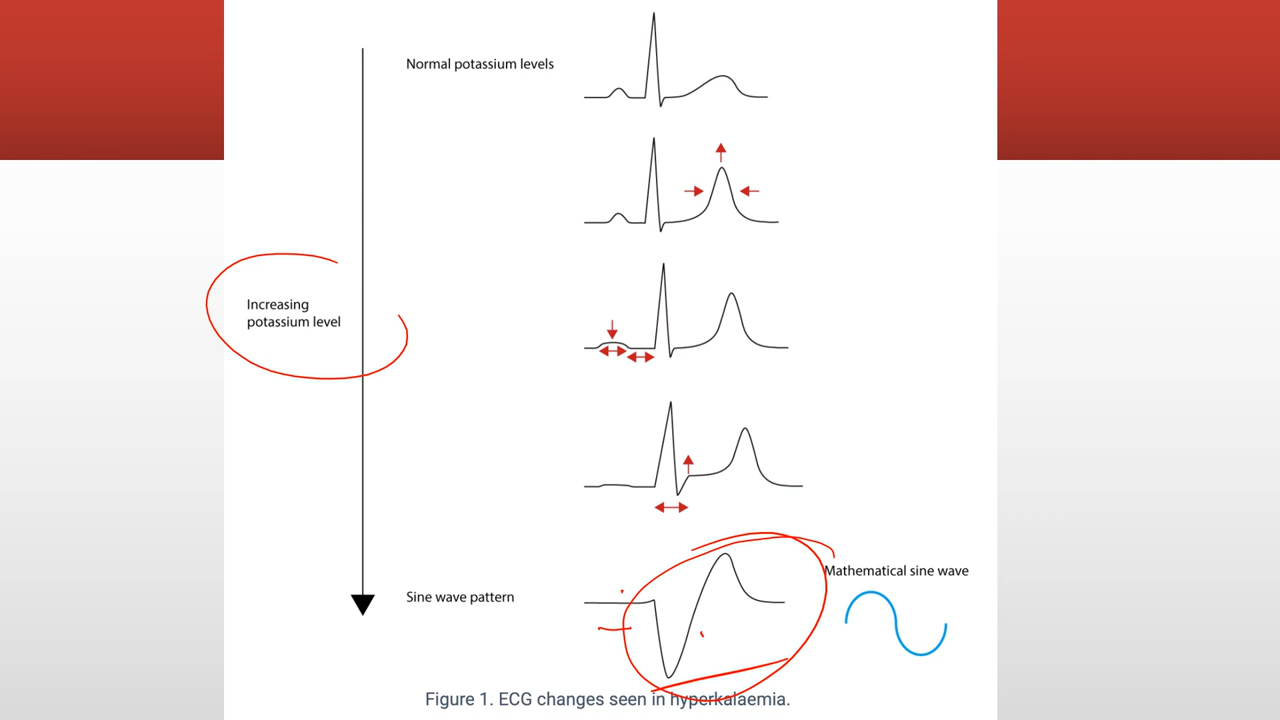 Normal potassium levels
Increasing
potassium level
Mathematical sine wave
Sine wave pattern
Figure 1. ECG changes seen in hyperkalaemia.